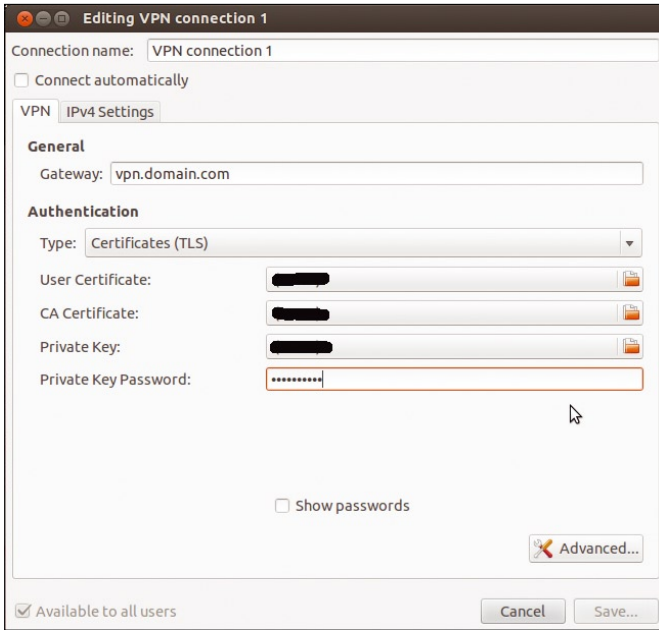 Editing VPN connection 1
Connection name: VPN connection 1
Connect automatically
VPN IPv4 Settings
General
Gateway: vpn.domain.com
Authentication
Type: Certificates (TLS)
User Certificate:
CA Certificate:
Private Key:
Private Key Password: ••••••••••
Show passwords
Advanced...
Available to all users Cancel Save...